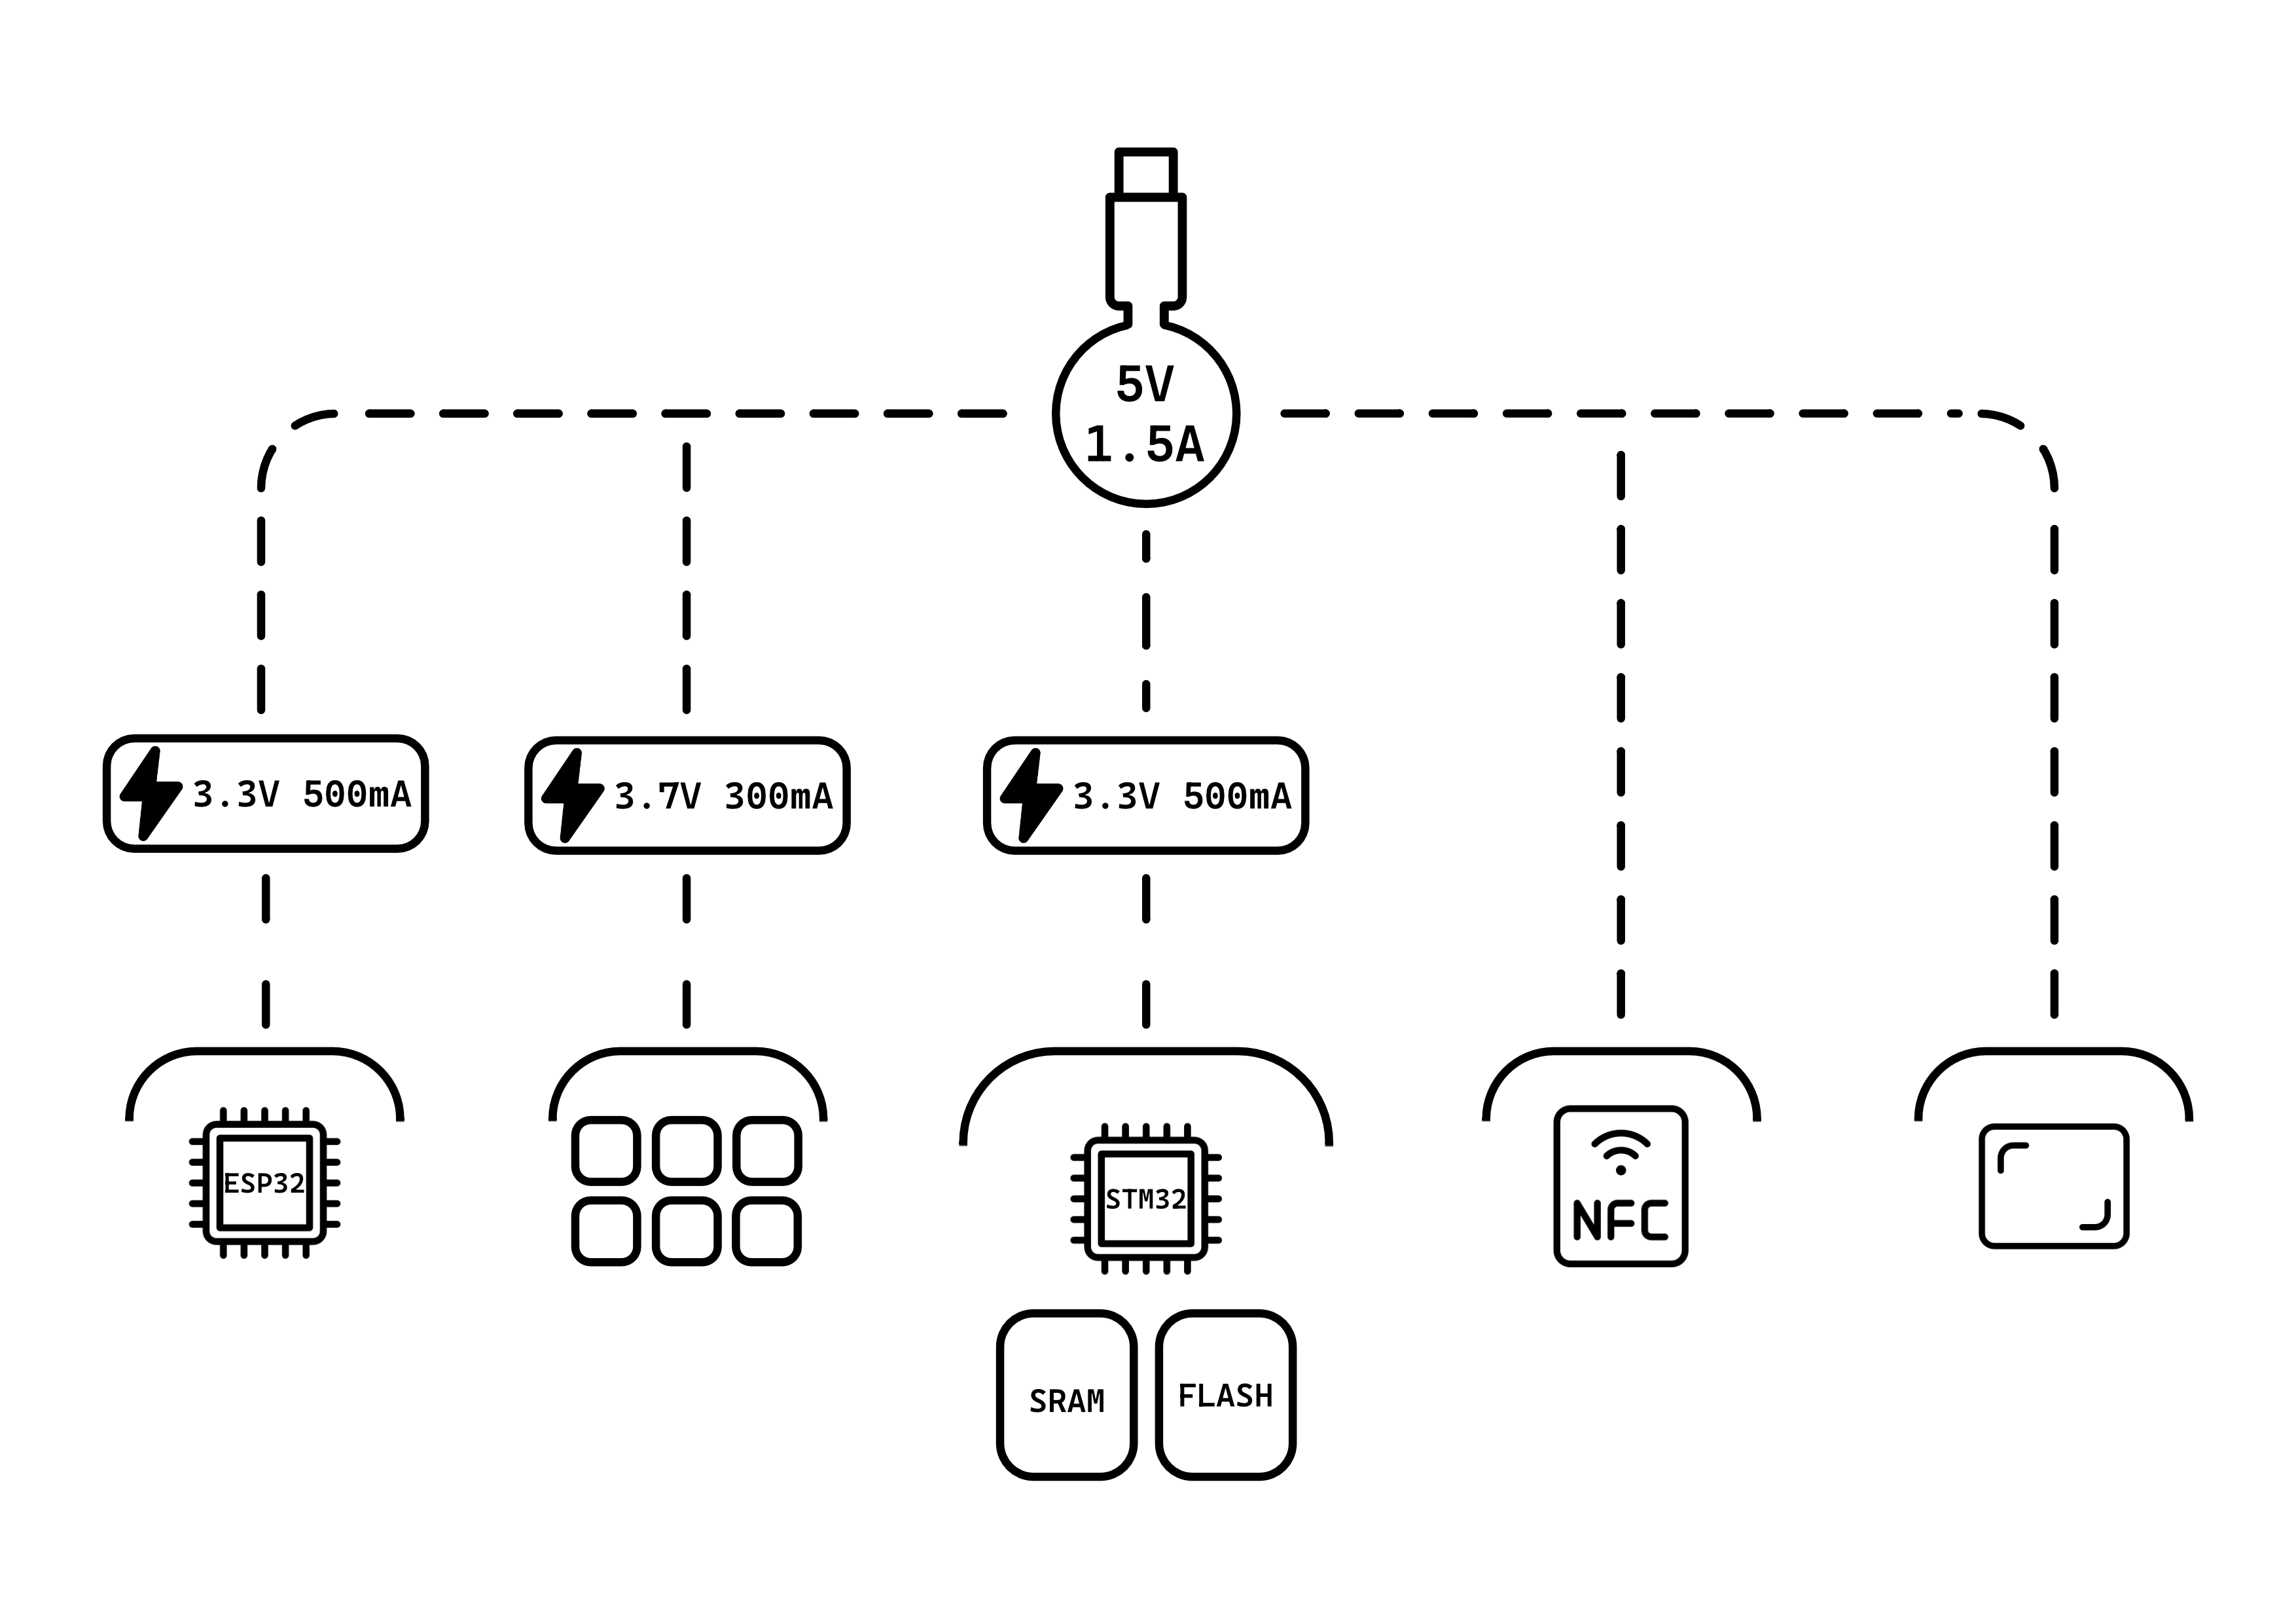 5V
1.5A
3.3V 500mA
3.7V 300mA
3.3V 500mA
ESP32
STM32
NFC
SRAM
FLASH